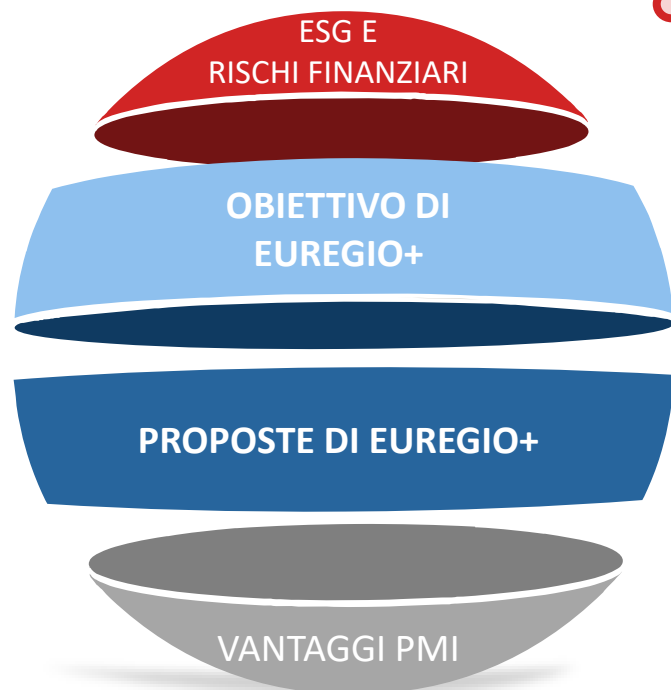 ESG E
RISCHI FINANZIARI
OBIETTIVO DI
EUREGIO+
PROPOSTE DI EUREGIO+
VANTAGGI PMI